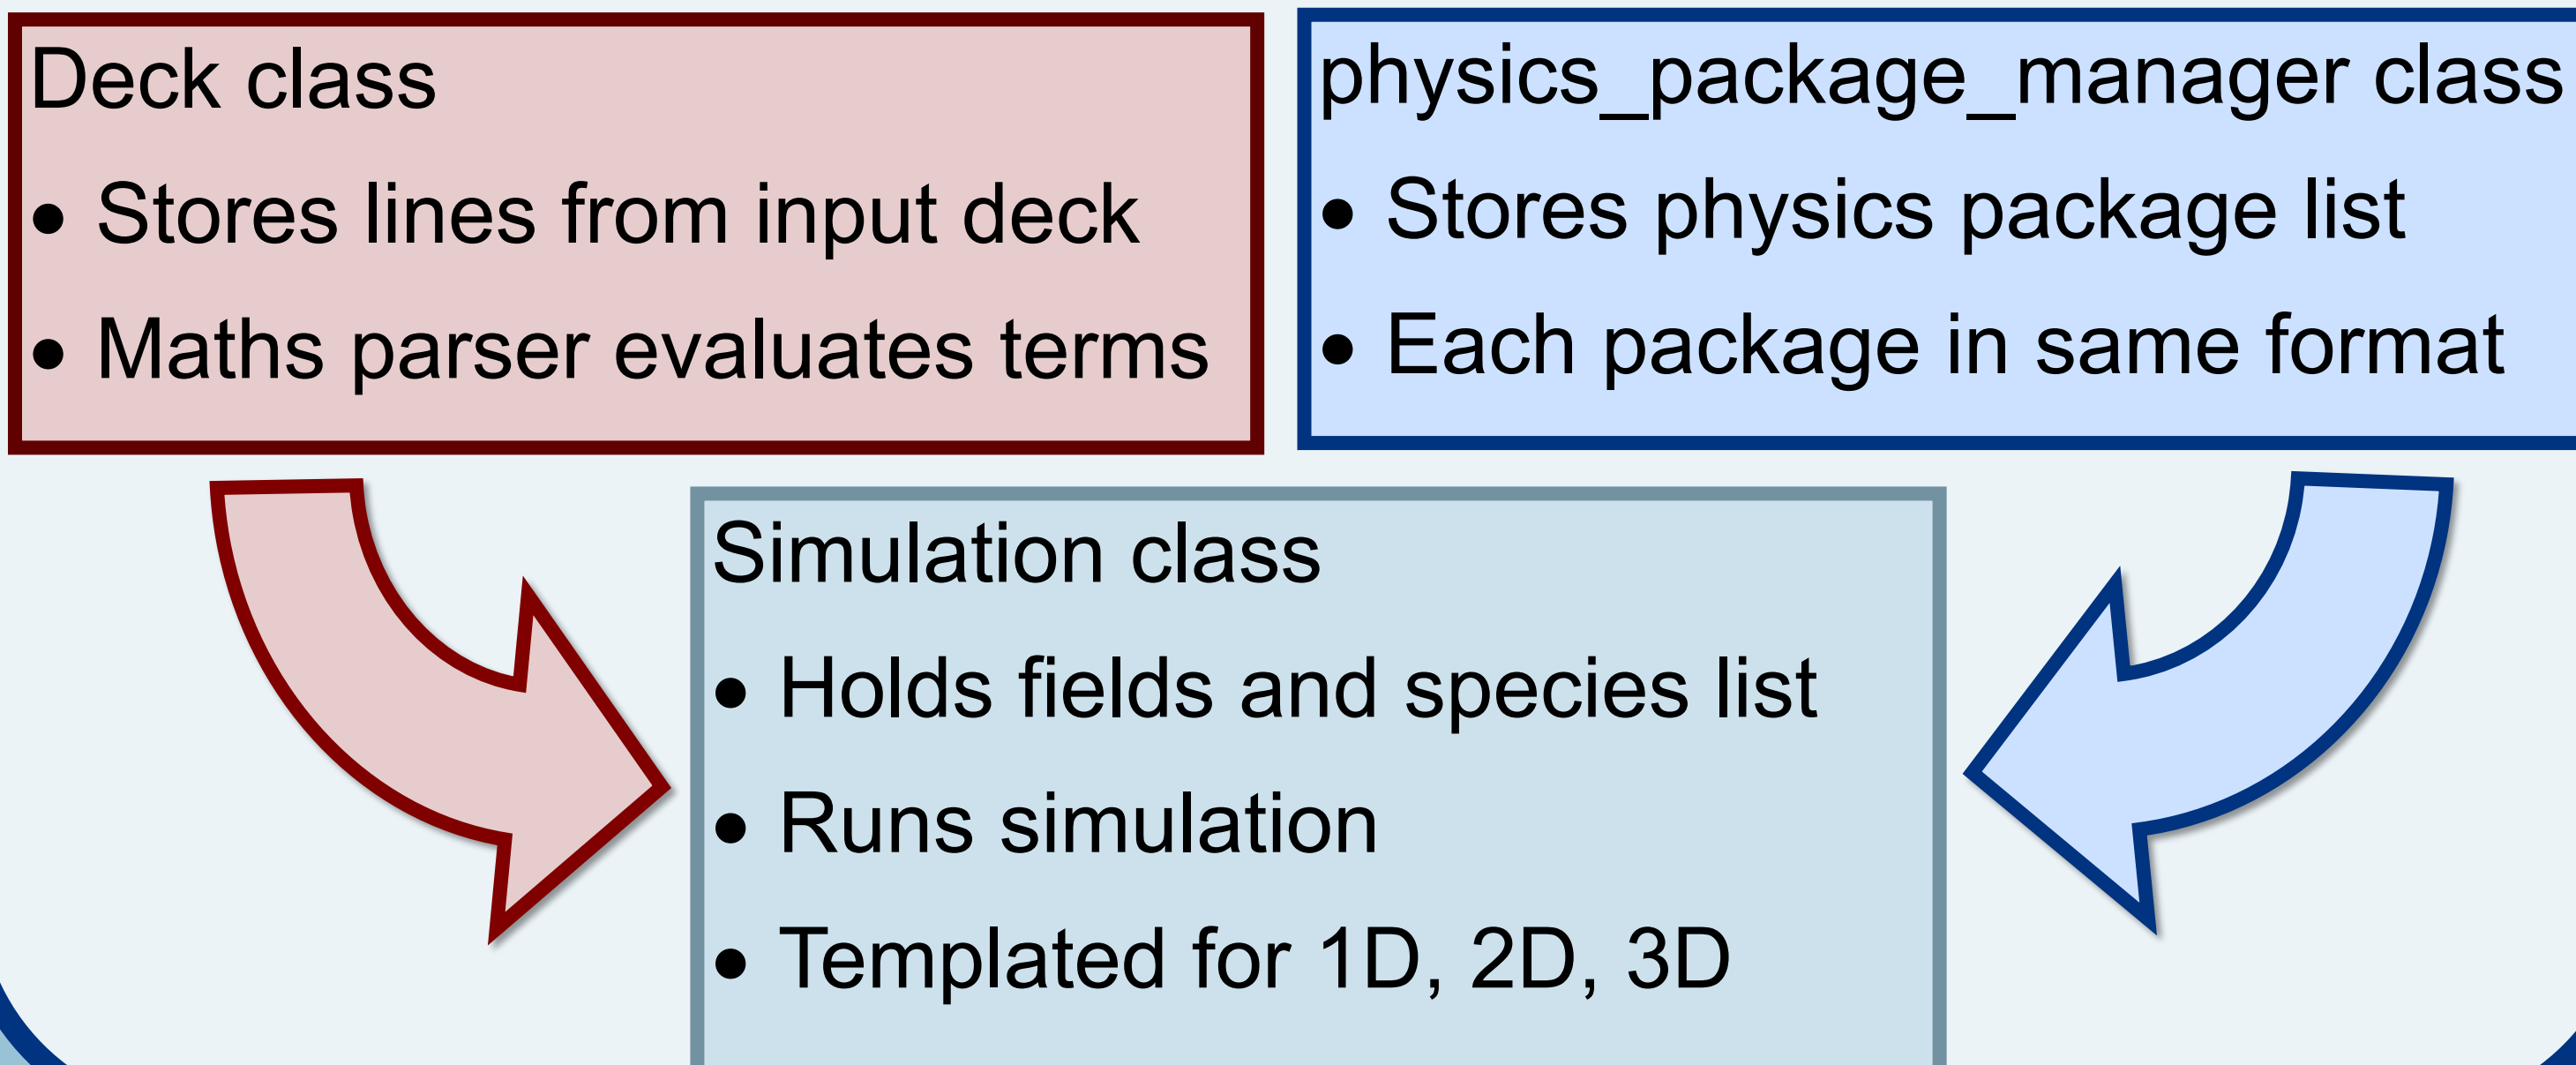 Deck class
• Stores lines from input deck
• Maths parser evaluates terms
physics_package_manager class
• Stores physics package list
• Each package in same format
Simulation class
• Holds fields and species list
• Runs simulation
• Templated for 1D, 2D, 3D